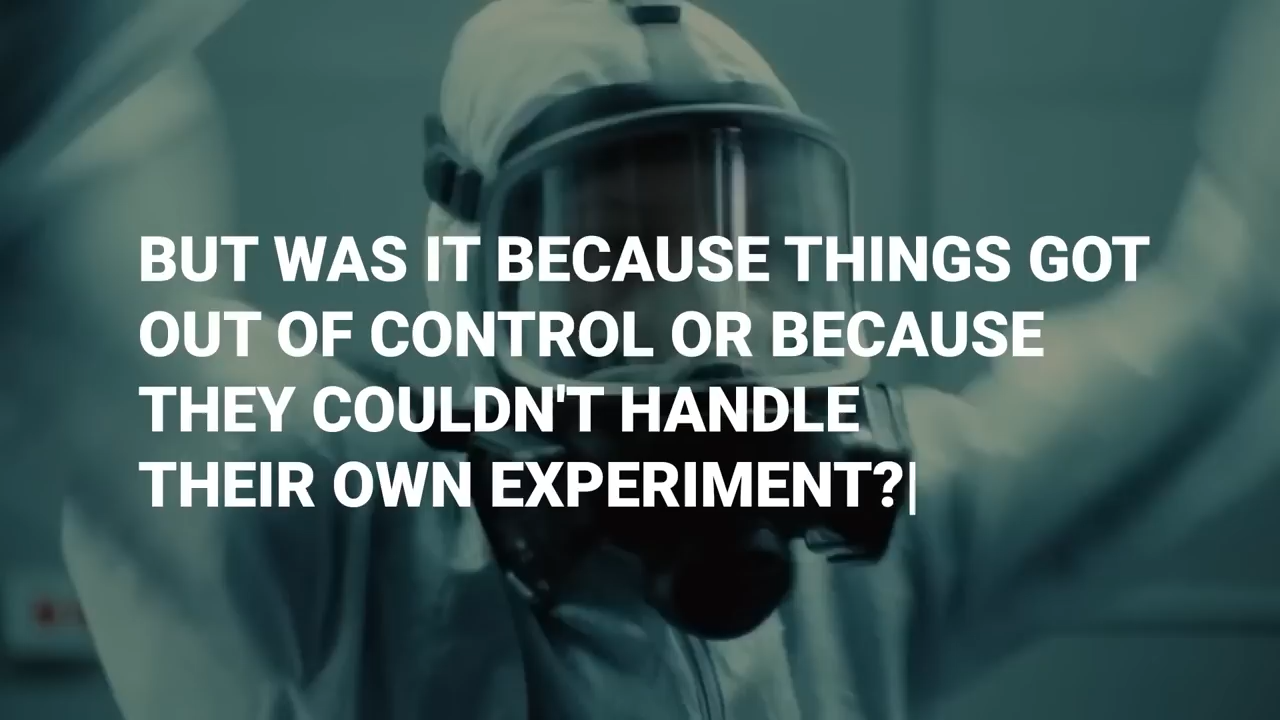 BUT WAS IT BECAUSE THINGS GOT
OUT OF CONTROL OR BECAUSE
THEY COULDN'T HANDLE
THEIR OWN EXPERIMENT?|